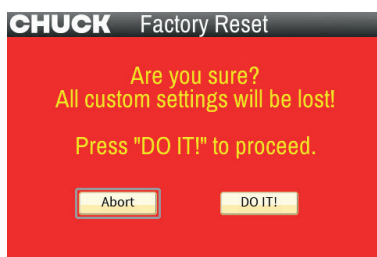 CHUCK Factory Reset
Are you sure?
All custom settings will be lost!
Press "DO IT!" to proceed.
Abort DO IT!